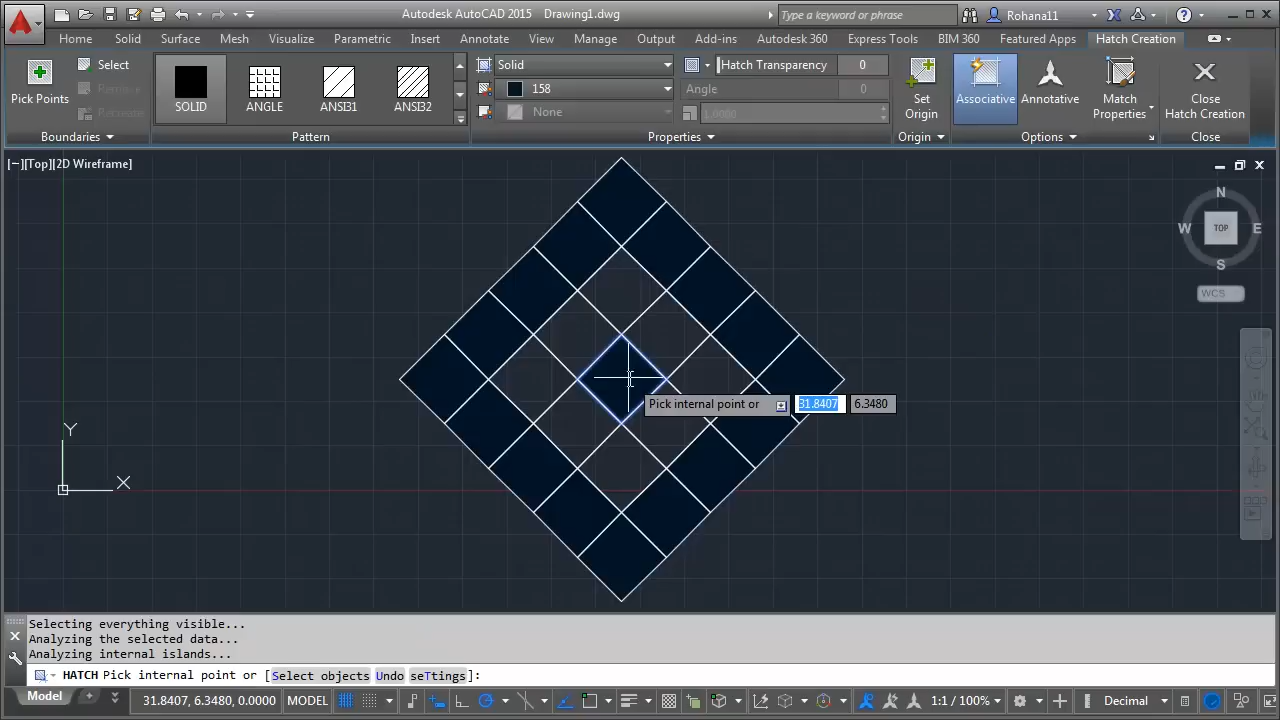 Autodesk AutoCAD 2015 Drawing1.dwg
Type a keyword or phrase
Rohana11
Home Solid Surface Mesh Visualize Parametric Insert Annotate View Manage Output Add-ins Autodesk 360 Express Tools BIM 360 Featured Apps Hatch Creation
Pick Points
Select
Remove
Recreate
Boundaries
SOLID
ANGLE
ANSI31
ANSI32
Pattern
Solid
158
None
Hatch Transparency 0
Angle 0
1.0000
Properties
Set
Origin
Origin
Associative
Annotative
Match
Properties
Options
Close
Hatch Creation
Close
[−][Top][2D Wireframe]
N
W TOP E
S
WCS
Pick internal point or 31.8407 6.3480
Y
X
Selecting everything visible...
Analyzing the selected data...
Analyzing internal islands...
HATCH Pick internal point or [Select objects Undo seTtings]:
Model
31.8407, 6.3480, 0.0000 MODEL 1:1 / 100% Decimal